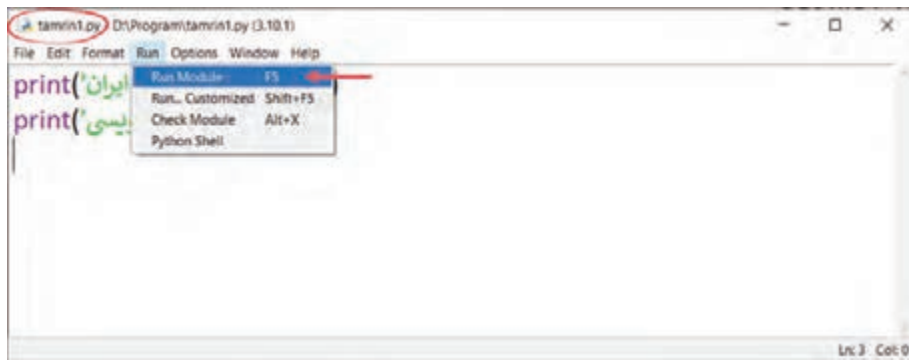 tamrin1.py D:\Program\tamrin1.py (3.10.1)
File Edit Format Run Options Window Help
print('ایران )
print('
Run Module F5
Run... Customized Shift+F5
Check Module Alt+X
Python Shell
Ln: 3 Col: 0